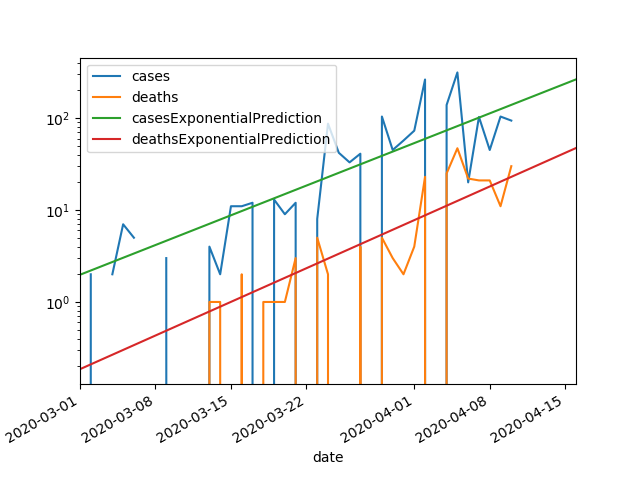 cases
deaths
casesExponentialPrediction
deathsExponentialPrediction
10²
10¹
10⁰
2020-03-01
2020-03-08
2020-03-15
2020-03-22
2020-04-01
2020-04-08
2020-04-15
date